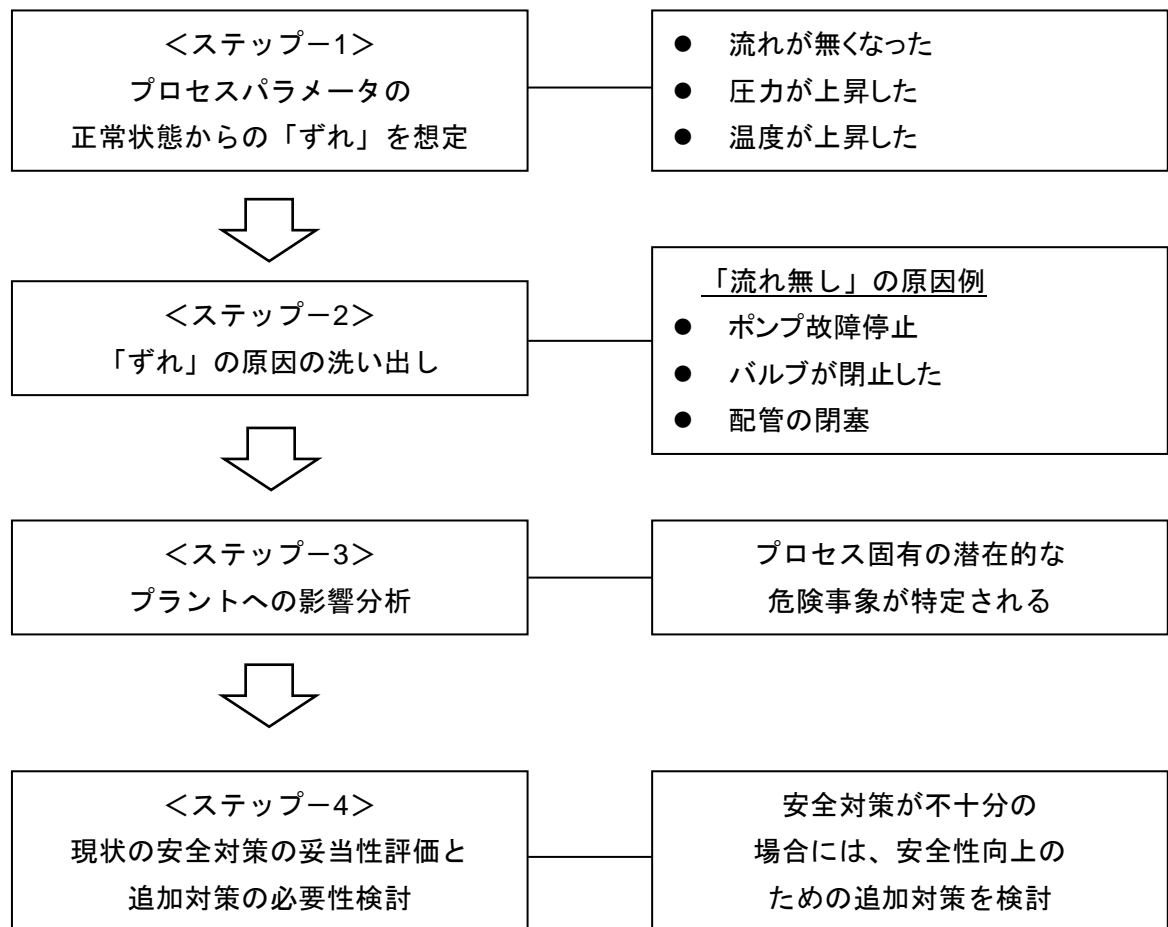 <ステップ-1>
プロセスパラメータの
正常状態からの「ずれ」を想定
● 流れが無くなった
● 圧力が上昇した
● 温度が上昇した
<ステップ-2>
「ずれ」の原因の洗い出し
「流れ無し」の原因例
● ポンプ故障停止
● バルブが閉止した
● 配管の閉塞
<ステップ-3>
プラントへの影響分析
プロセス固有の潜在的な
危険事象が特定される
<ステップ-4>
現状の安全対策の妥当性評価と
追加対策の必要性検討
安全対策が不十分の
場合には、安全性向上の
ための追加対策を検討